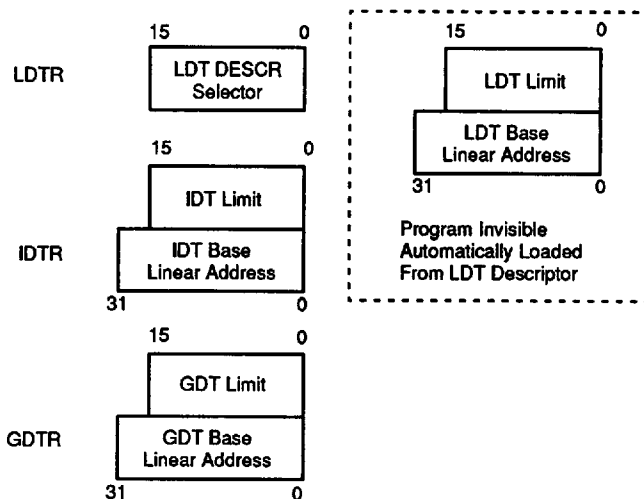 15 0
LDTR
LDT DESCR
Selector
15 0
IDT Limit
IDTR
IDT Base
Linear Address
31 0
15 0
GDT Limit
GDTR
GDT Base
Linear Address
31 0
15 0
LDT Limit
LDT Base
Linear Address
31 0
Program Invisible
Automatically Loaded
From LDT Descriptor